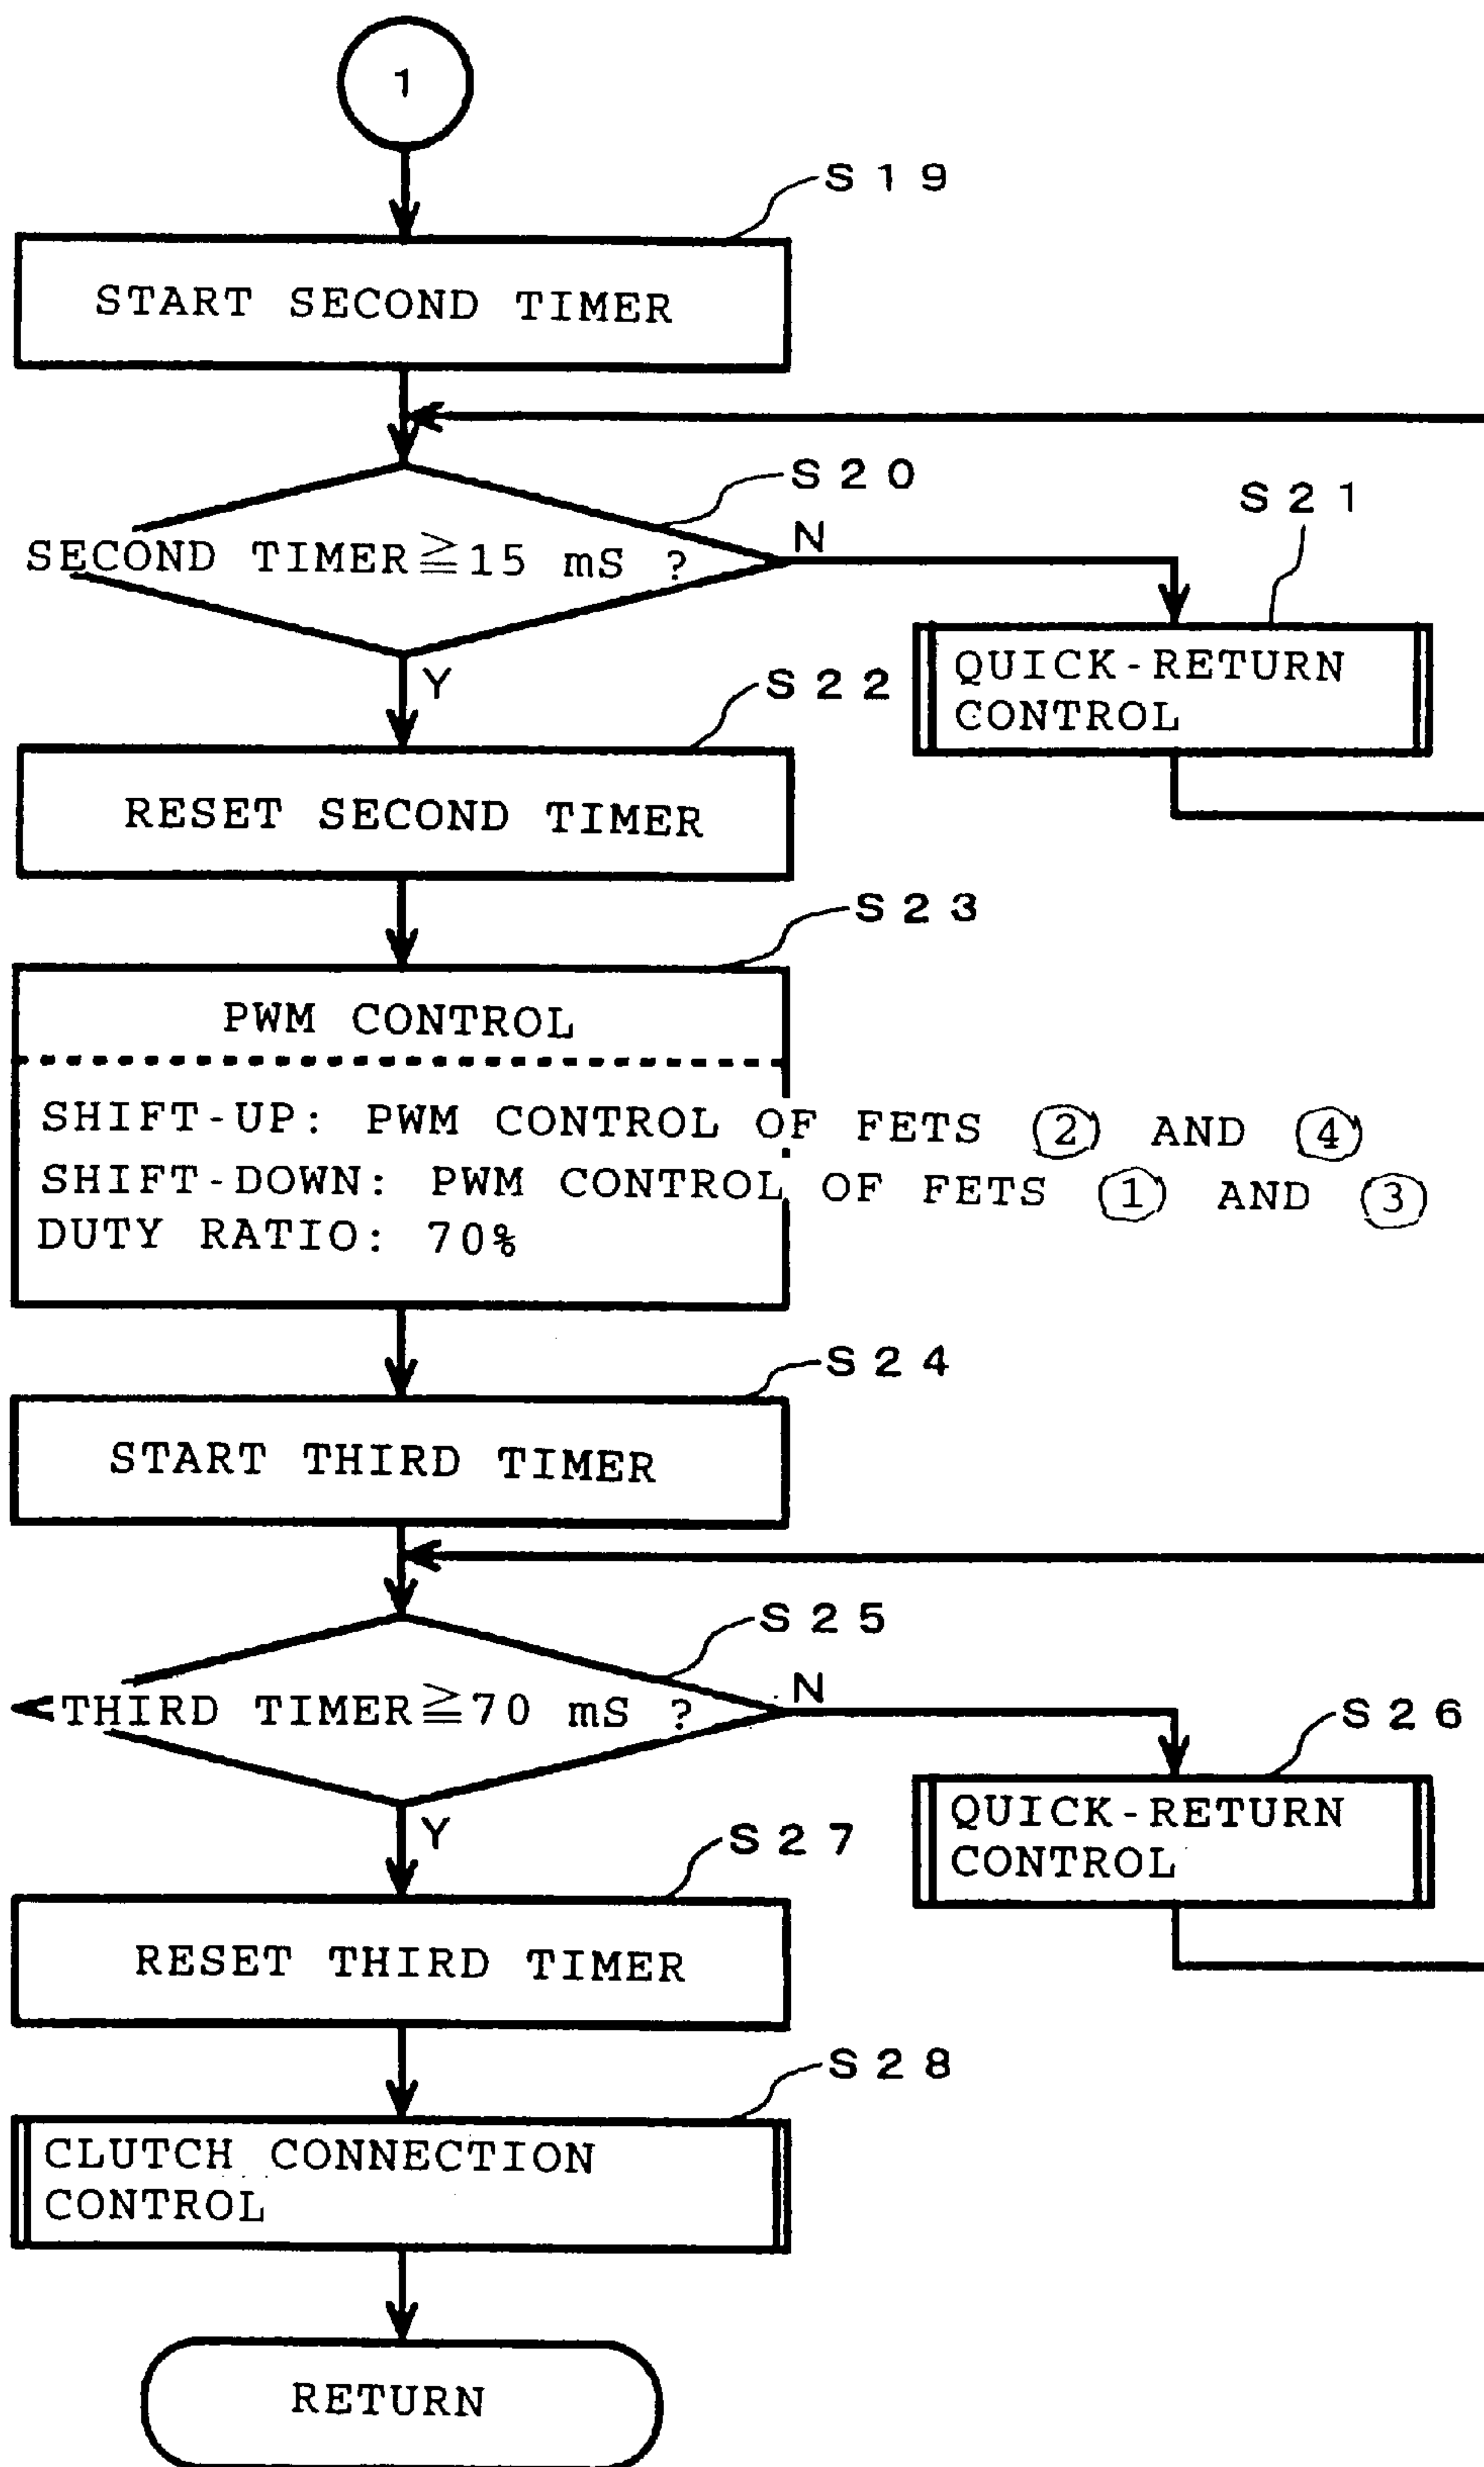 1
S19
START SECOND TIMER
S20
SECOND TIMER≧15 mS ?
N
S21
QUICK-RETURN
CONTROL
Y
S22
RESET SECOND TIMER
S23
PWM CONTROL
SHIFT-UP: PWM CONTROL OF FETS ② AND ④
SHIFT-DOWN: PWM CONTROL OF FETS ① AND ③
DUTY RATIO: 70%
S24
START THIRD TIMER
S25
THIRD TIMER≧70 mS ?
N
S26
QUICK-RETURN
CONTROL
Y
S27
RESET THIRD TIMER
S28
CLUTCH CONNECTION
CONTROL
RETURN